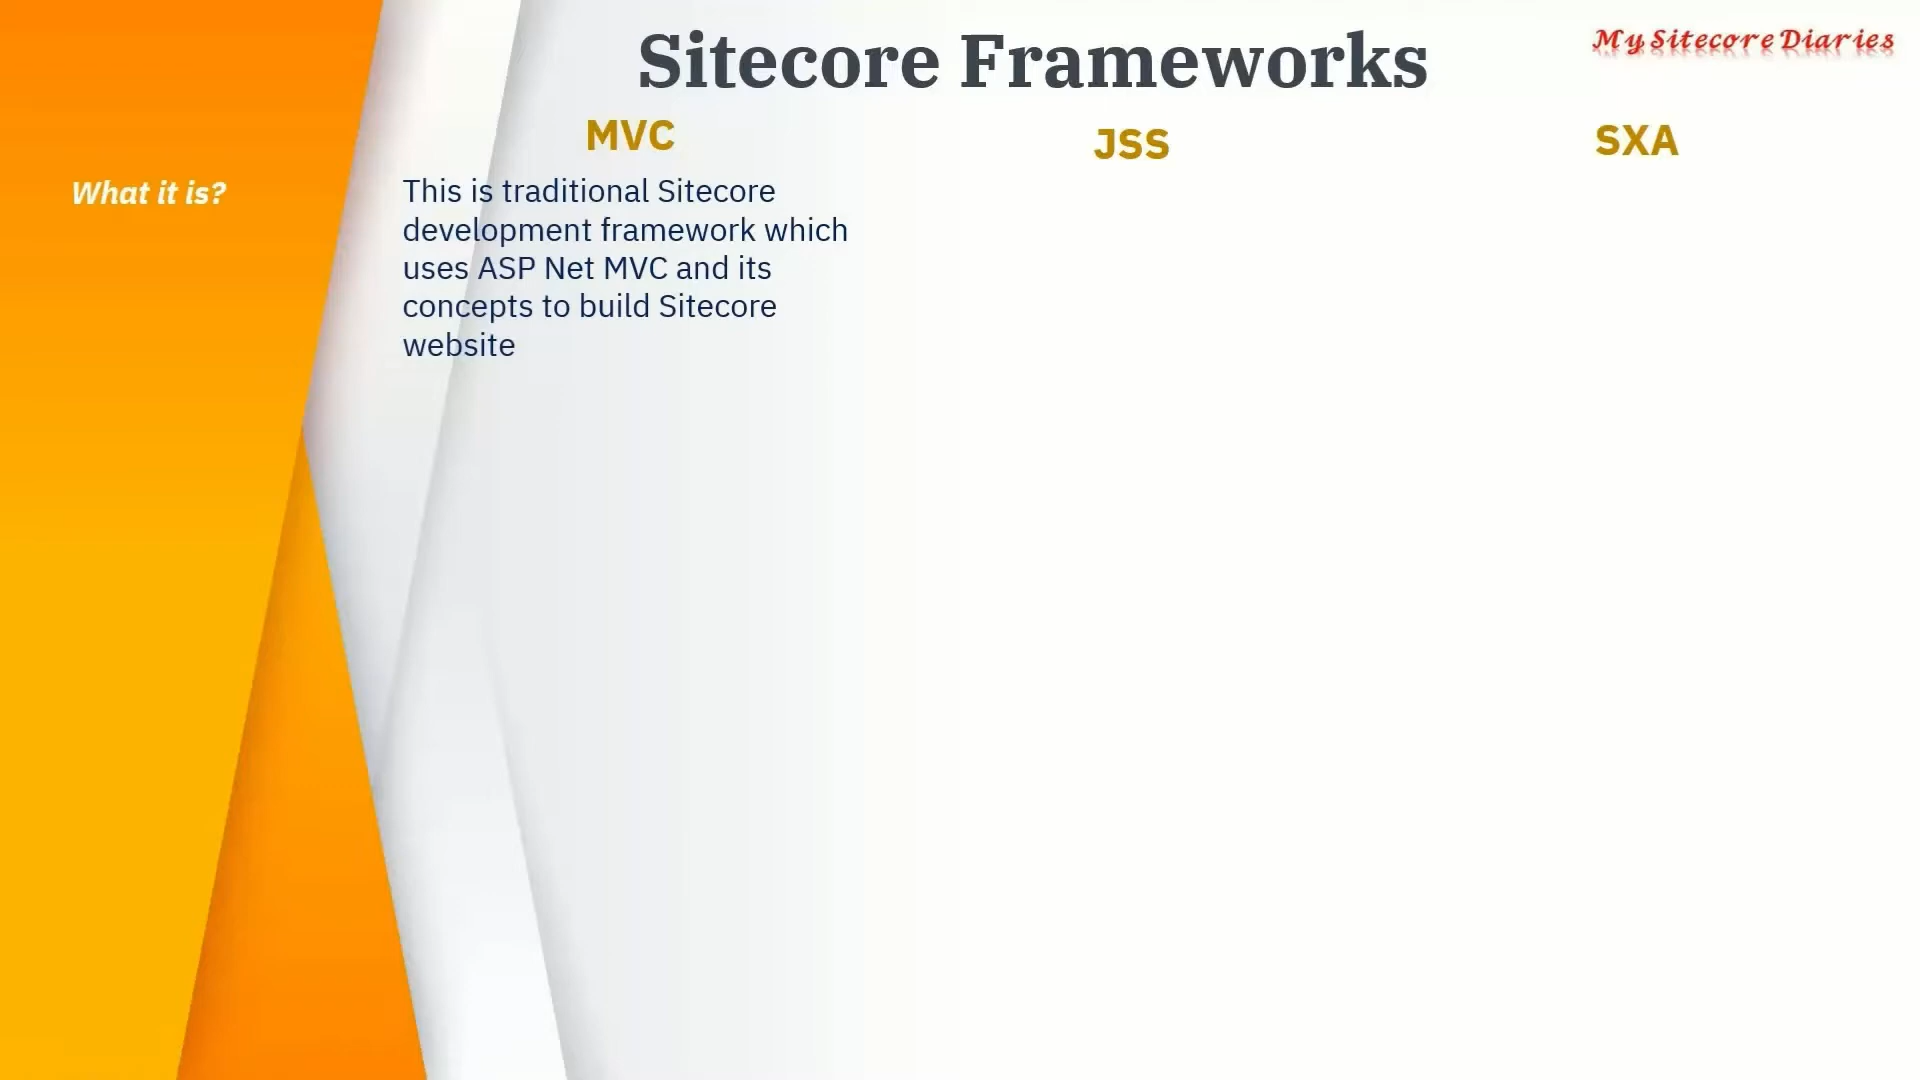 Sitecore Frameworks
My Sitecore Diaries
MVC
JSS
SXA
What it is?
This is traditional Sitecore
development framework which
uses ASP Net MVC and its
concepts to build Sitecore
website